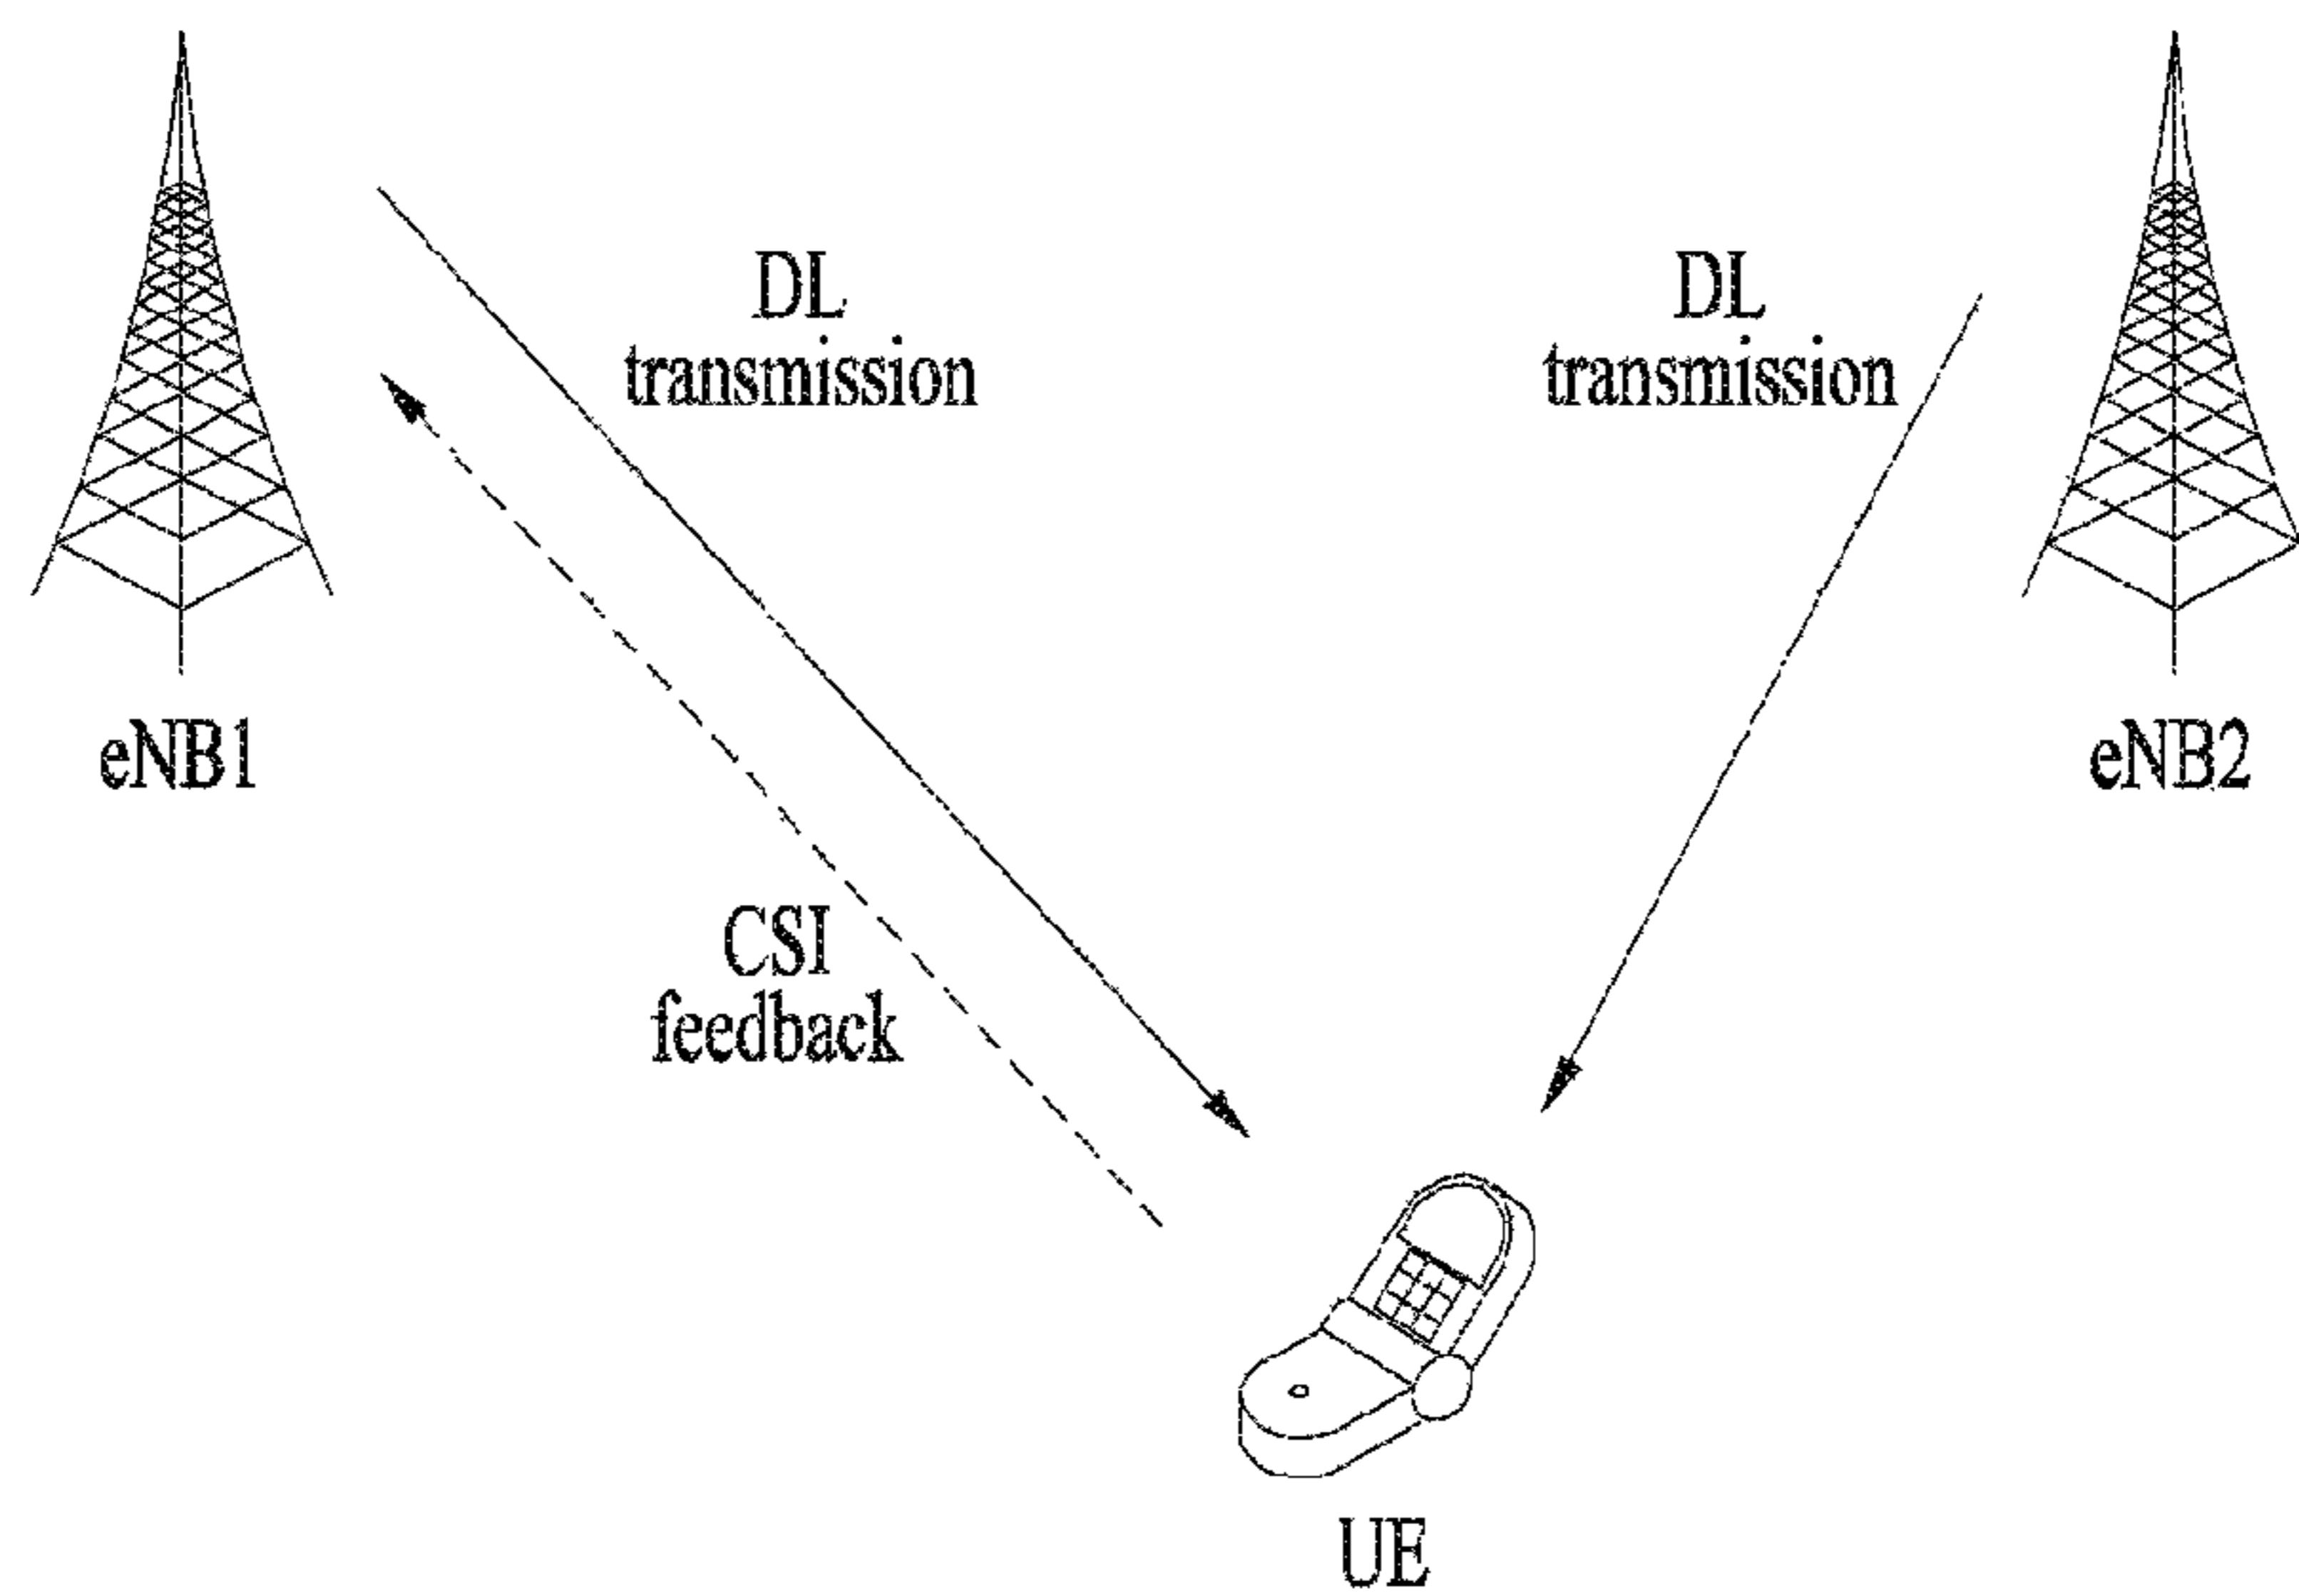 DL
transmission
DL
transmission
eNB1
eNB2
CSI
feedback
UE